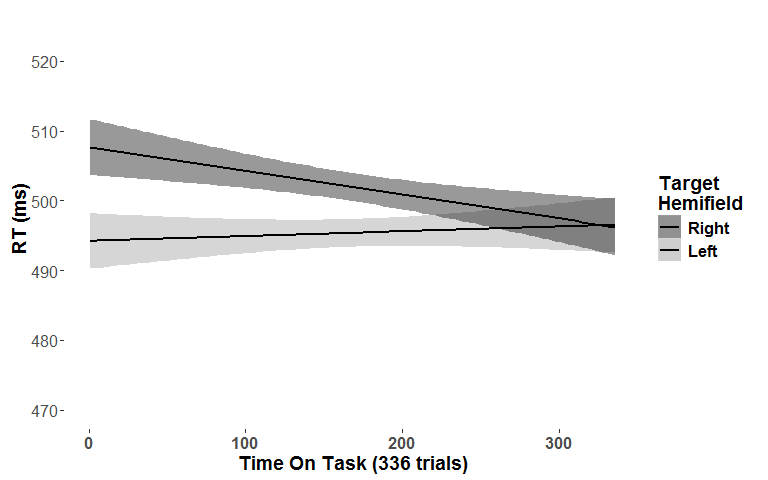 520
510
500
490
480
470
RT (ms)
0
100
200
300
Time On Task (336 trials)
Target
Hemifield
Right
Left